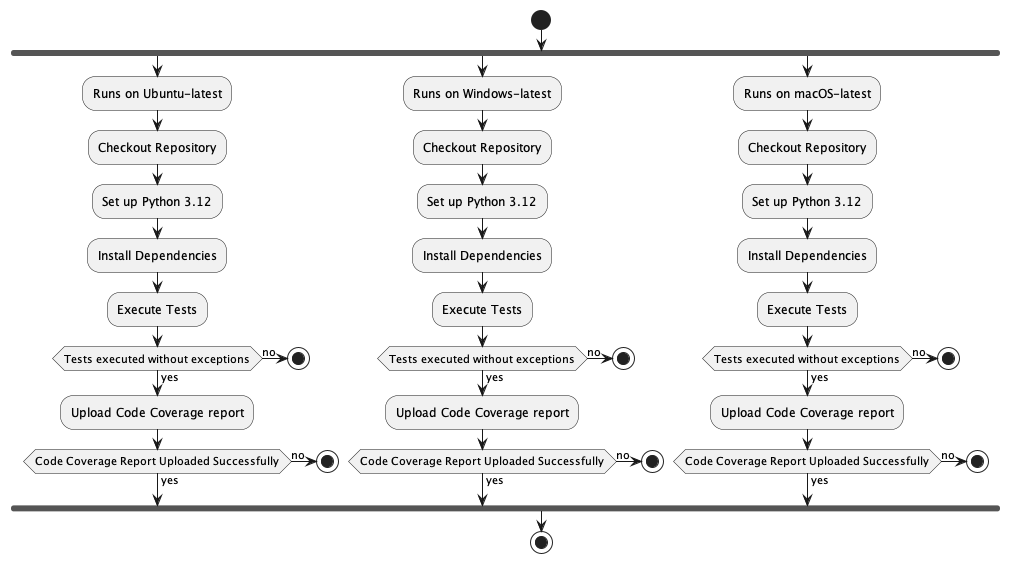 Runs on Ubuntu-latest
Checkout Repository
Set up Python 3.12
Install Dependencies
Execute Tests
Tests executed without exceptions
no
yes
Upload Code Coverage report
Code Coverage Report Uploaded Successfully
no
yes
Runs on Windows-latest
Checkout Repository
Set up Python 3.12
Install Dependencies
Execute Tests
Tests executed without exceptions
no
yes
Upload Code Coverage report
Code Coverage Report Uploaded Successfully
no
yes
Runs on macOS-latest
Checkout Repository
Set up Python 3.12
Install Dependencies
Execute Tests
Tests executed without exceptions
no
yes
Upload Code Coverage report
Code Coverage Report Uploaded Successfully
no
yes